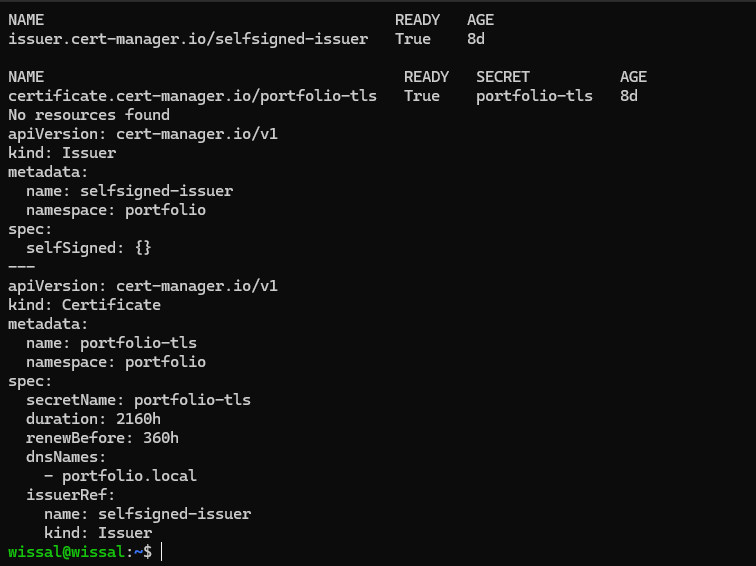 NAME                                           READY   AGE
issuer.cert-manager.io/selfsigned-issuer   True    8d

NAME                                            READY   SECRET          AGE
certificate.cert-manager.io/portfolio-tls   True    portfolio-tls   8d
No resources found
apiVersion: cert-manager.io/v1
kind: Issuer
metadata:
  name: selfsigned-issuer
  namespace: portfolio
spec:
  selfSigned: {}
---
apiVersion: cert-manager.io/v1
kind: Certificate
metadata:
  name: portfolio-tls
  namespace: portfolio
spec:
  secretName: portfolio-tls
  duration: 2160h
  renewBefore: 360h
  dnsNames:
    - portfolio.local
  issuerRef:
    name: selfsigned-issuer
    kind: Issuer
wissal@wissal:~$